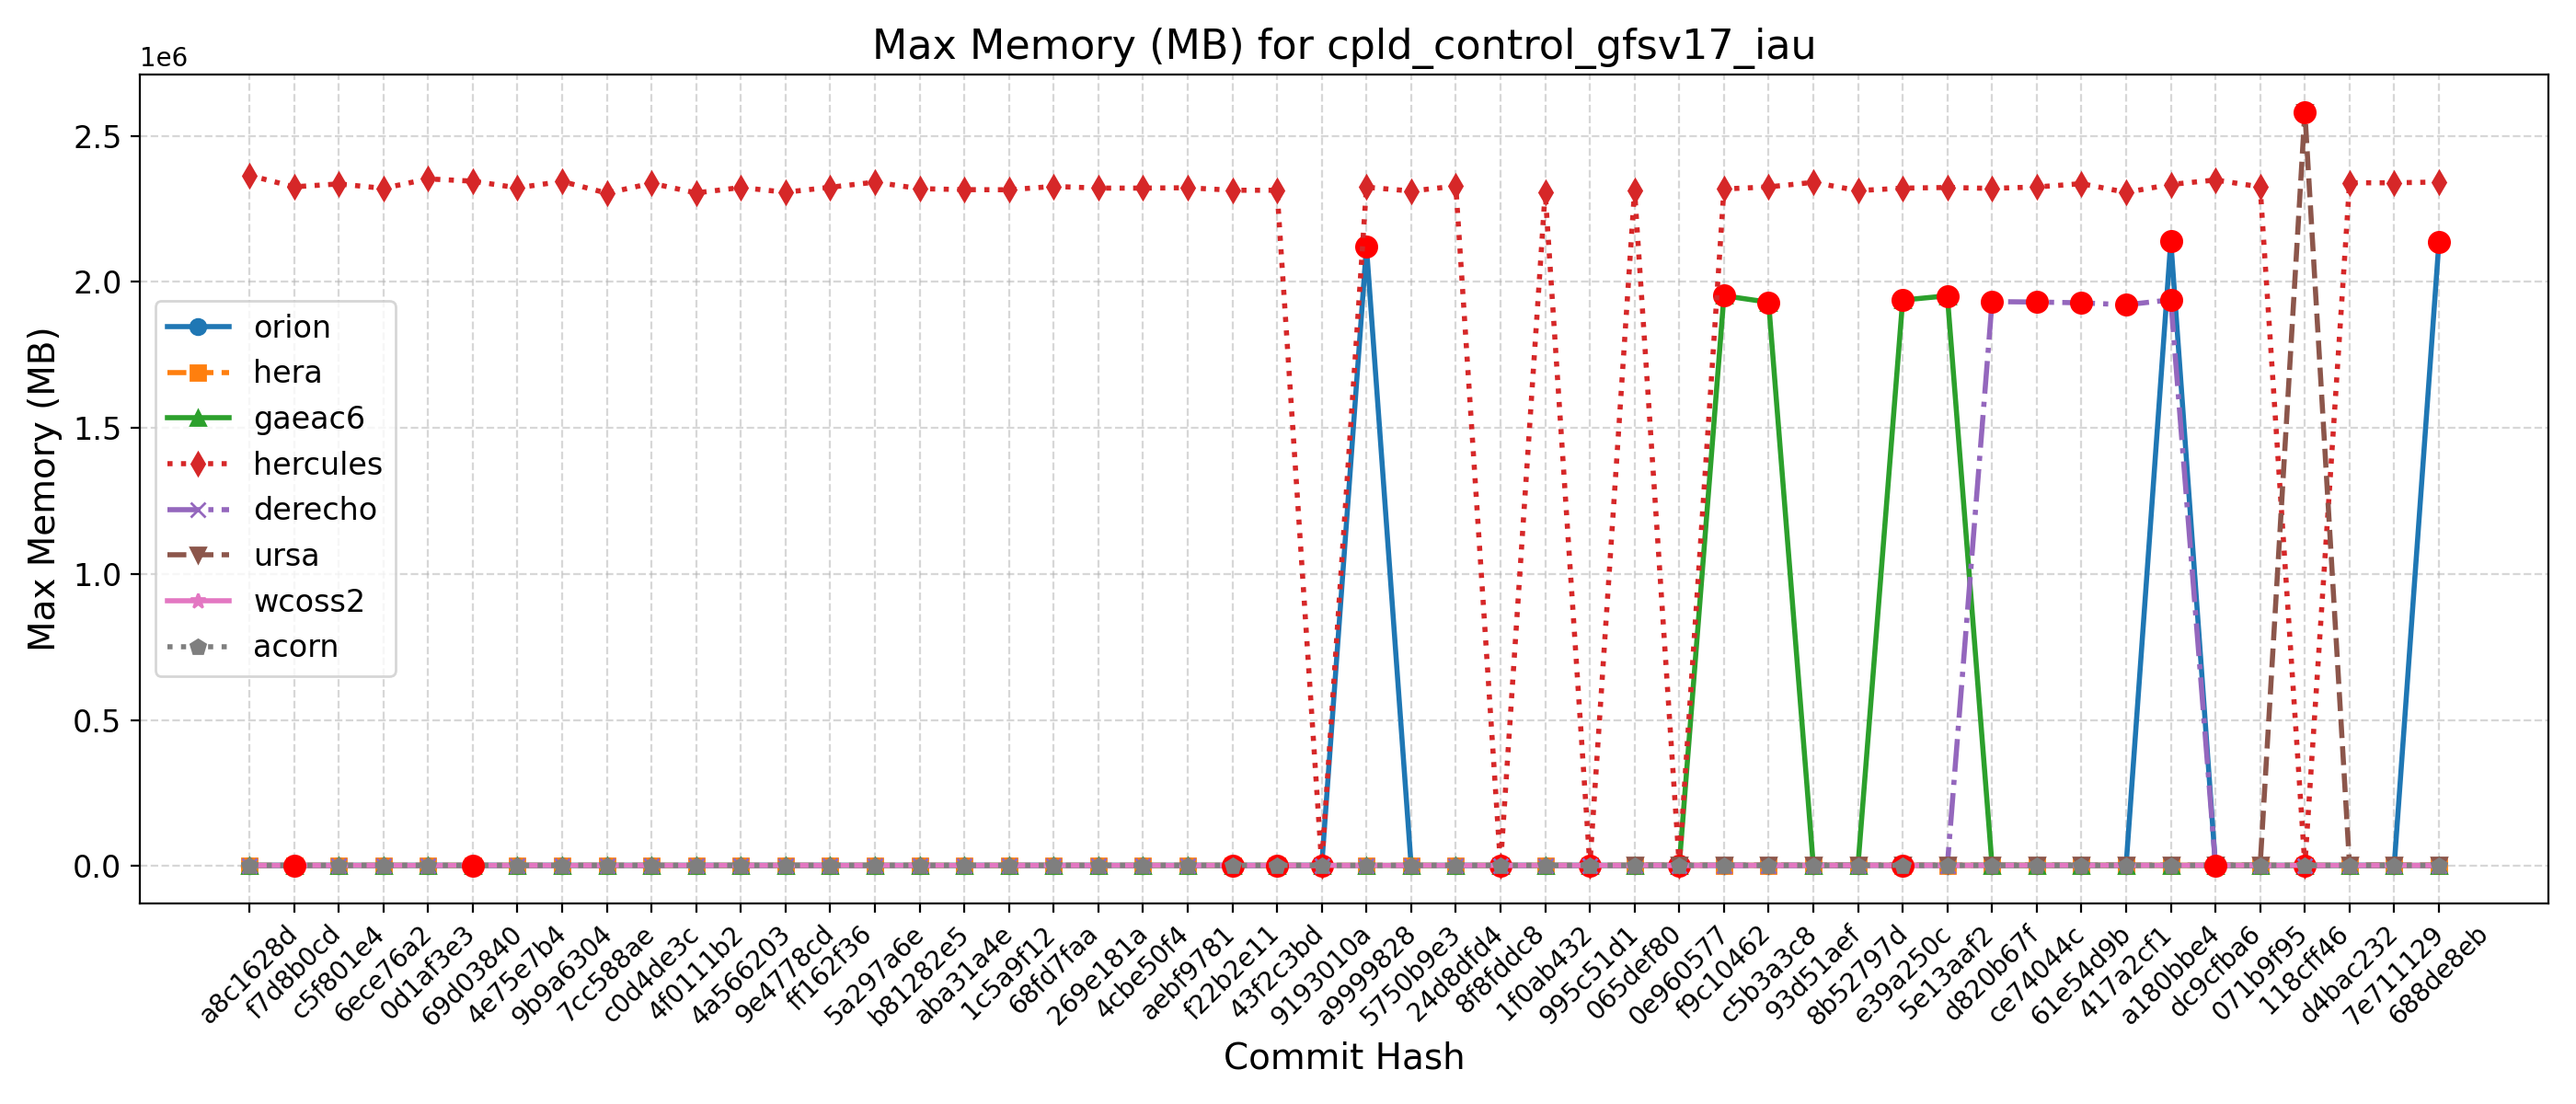 Max Memory (MB) for cpld_control_gfsv17_iau
1e6
2.5
2.0
1.5
1.0
0.5
0.0
Max Memory (MB)
orion
hera
gaeac6
hercules
derecho
ursa
wcoss2
acorn
a8c1628d
f7d8b0cd
c5f801e4
6ece76a2
0d1af3e3
69d03840
4e75e7b4
9b9a6304
7cc588ae
c0d4de3c
4f0111b2
4a566203
9e4778cd
ff162f36
5a297a6e
b81282e5
aba31a4e
1c5a9f12
68fd7faa
269e181a
4cbe50f4
aebf9781
f22b2e11
43f2c3bd
9193010a
a9999828
5750b9e3
24d8dfd4
8f8fddc8
1f0ab432
995c51d1
065def80
0e960577
f9c10462
c5b3a3c8
93d51aef
8b52797d
e39a250c
5e13aaf2
d820b67f
ce74044c
61e54d9b
417a2cf1
a180bbe4
dc9cfba6
071b9f95
118cff46
d4bac232
7e711129
688de8eb
Commit Hash